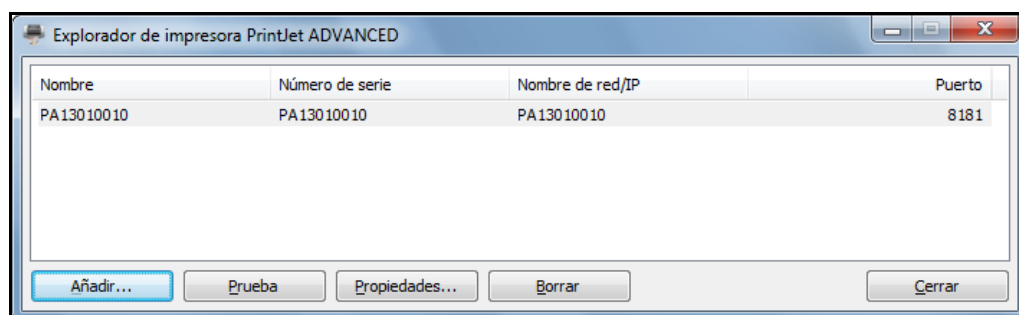 Explorador de impresora PrintJet ADVANCED
Nombre Número de serie Nombre de red/IP Puerto
PA13010010 PA13010010 PA13010010 8181
Añadir... Prueba Propiedades... Borrar Cerrar